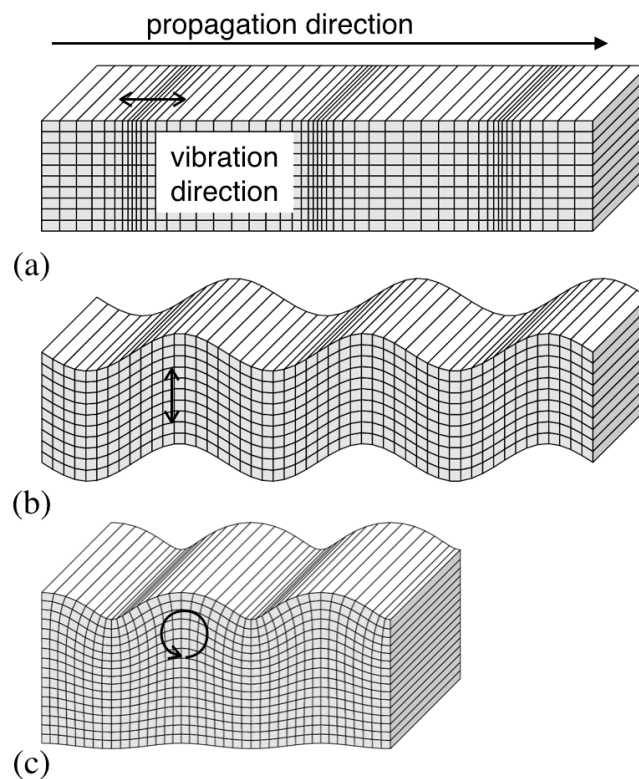 propagation direction
vibration
direction
(a)
(b)
(c)